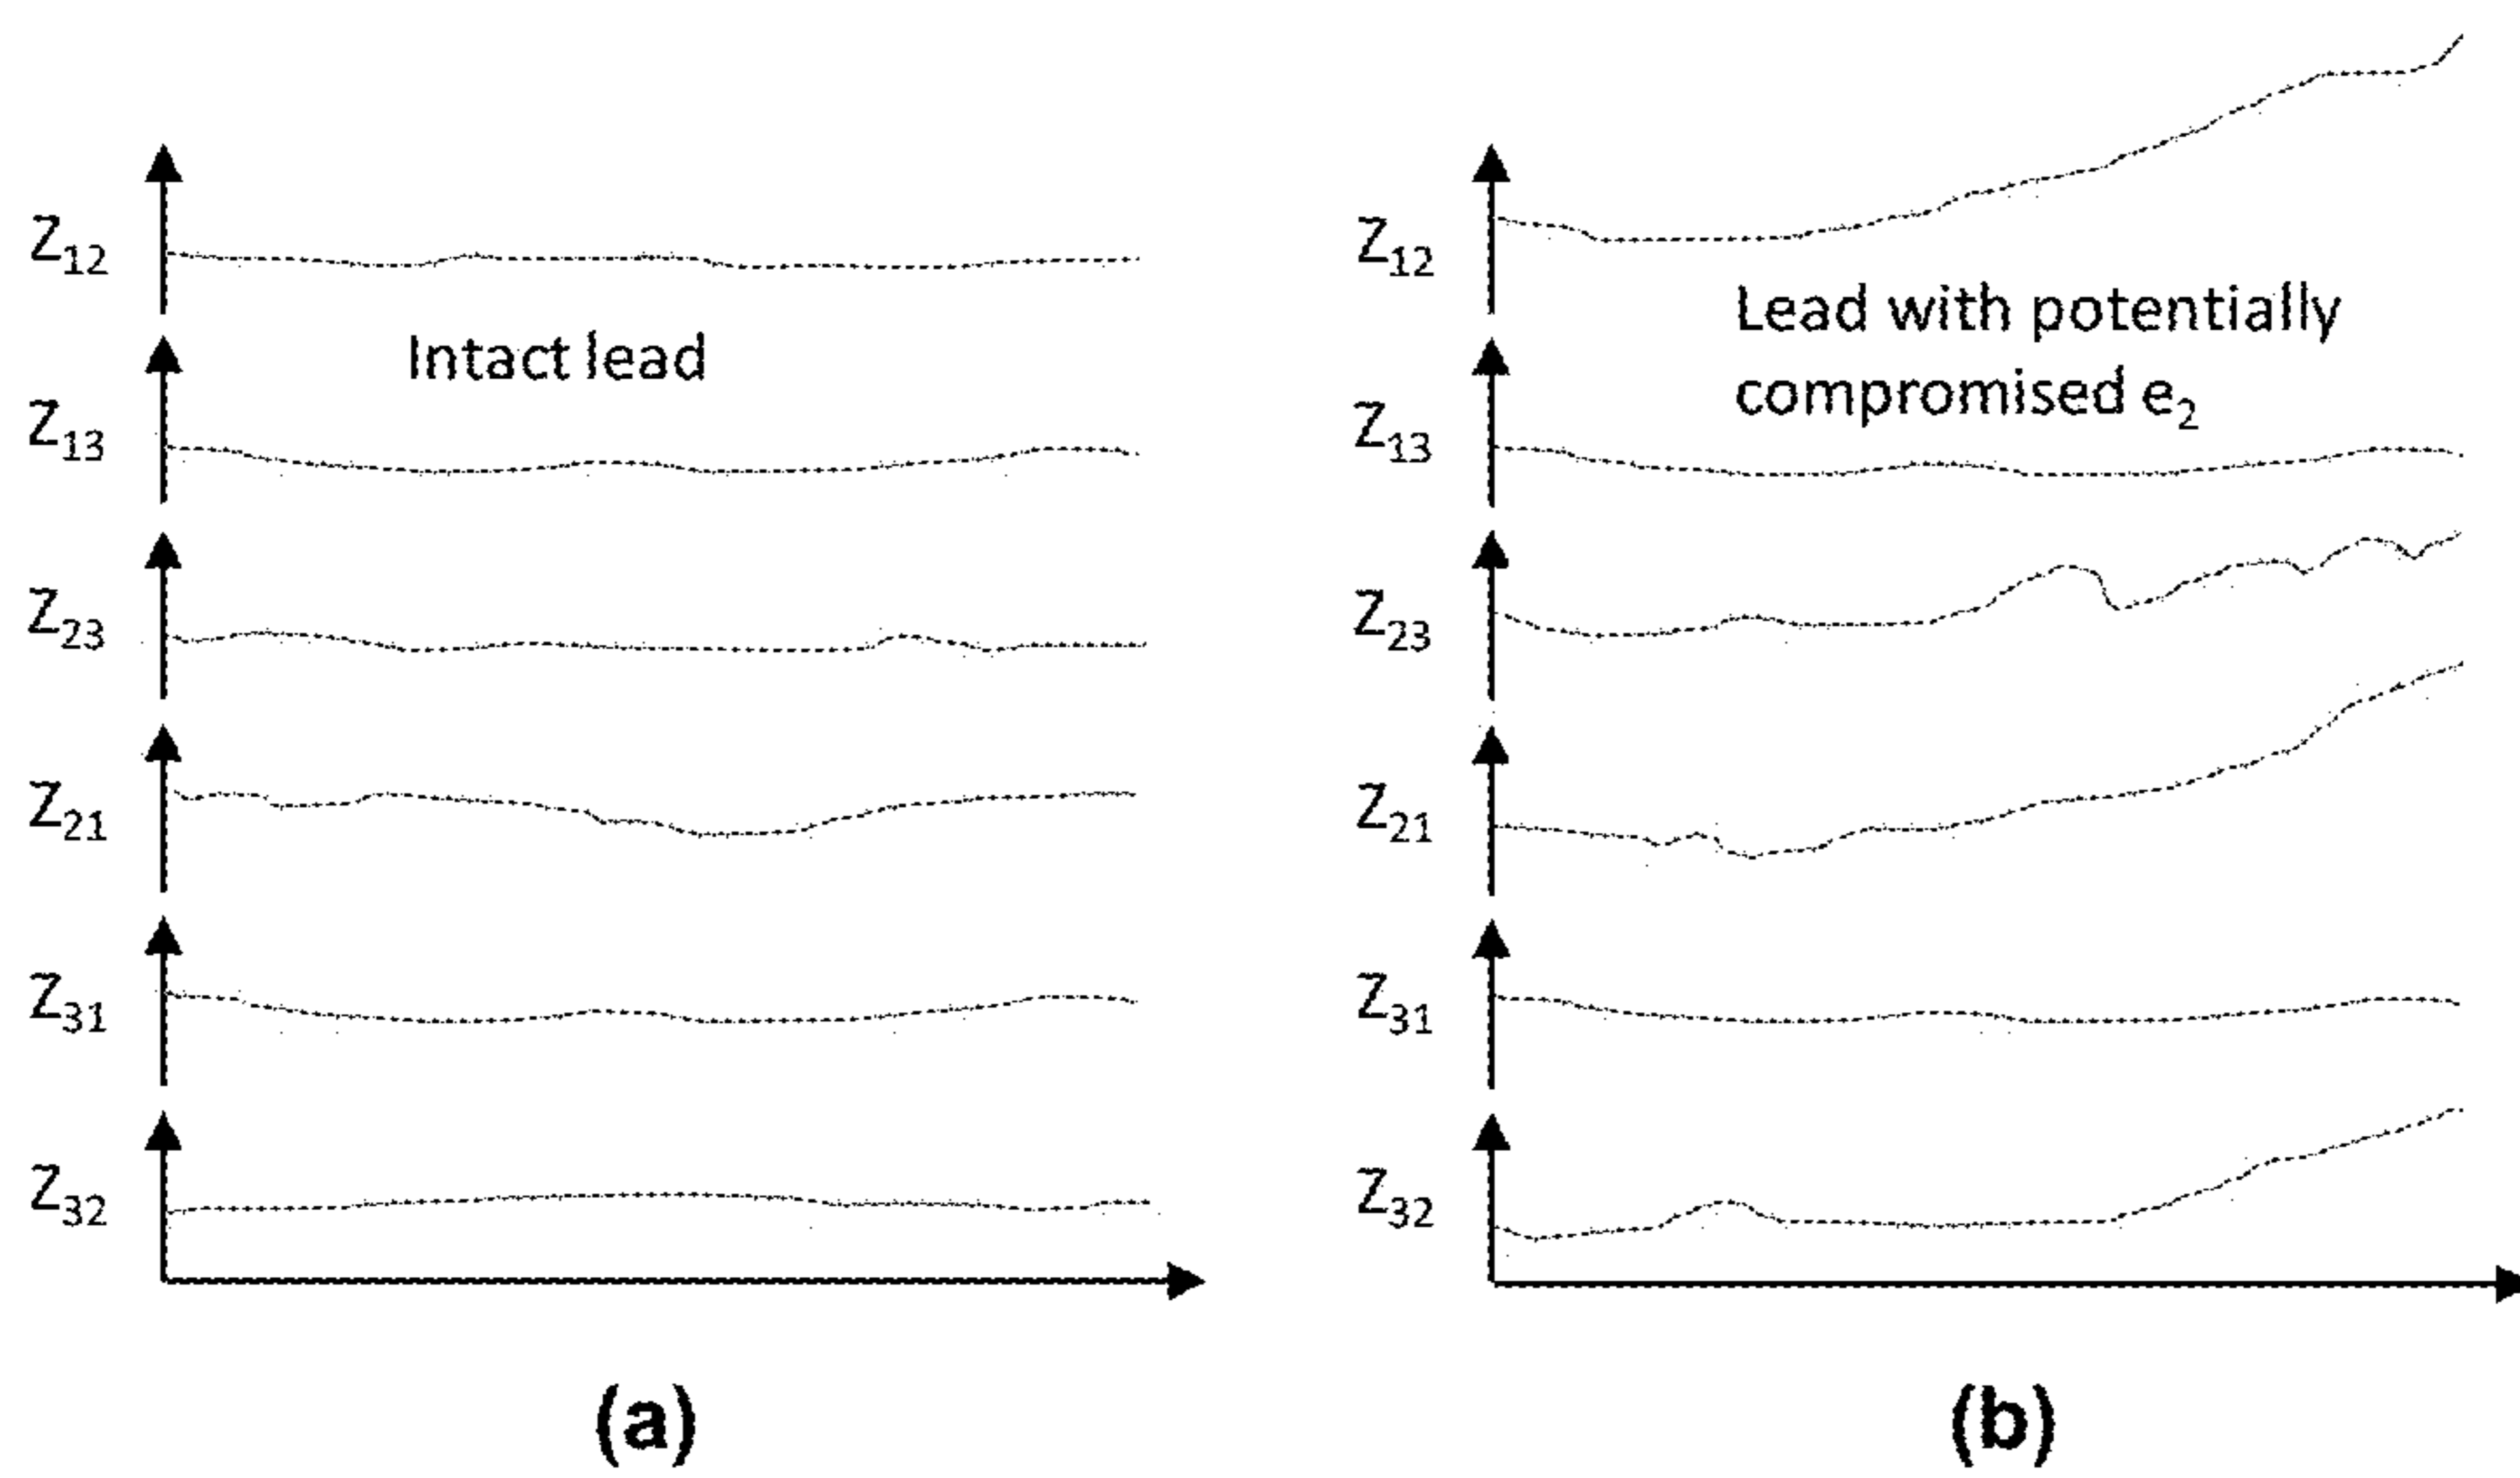 Z12
Intact lead
Z13
Z23
Z21
Z31
Z32
(a)
Z12
Lead with potentially
compromised e2
Z13
Z23
Z21
Z31
Z32
(b)